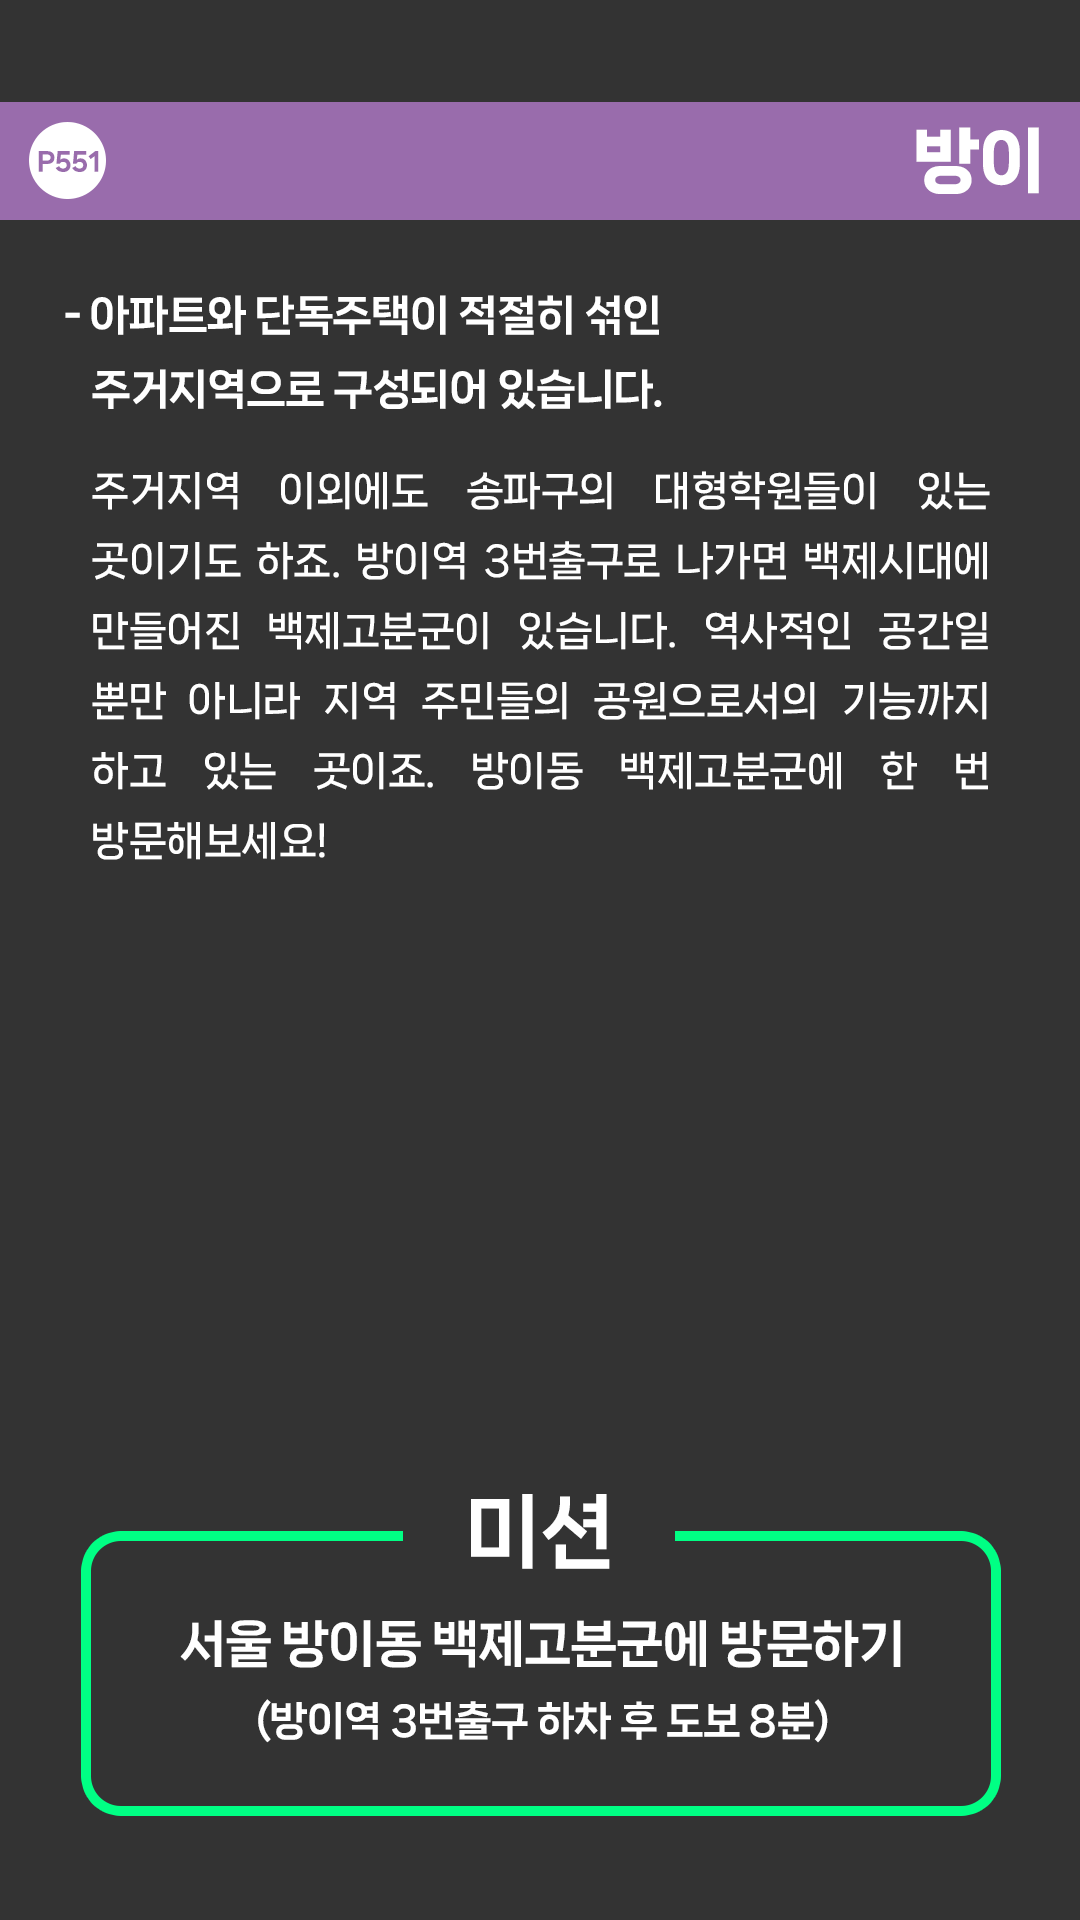 P551
방이
- 아파트와 단독주택이 적절히 섞인
주거지역으로 구성되어 있습니다.
주거지역 이외에도 송파구의 대형학원들이 있는
곳이기도 하죠. 방이역 3번출구로 나가면 백제시대에
만들어진 백제고분군이 있습니다. 역사적인 공간일
뿐만 아니라 지역 주민들의 공원으로서의 기능까지
하고 있는 곳이죠. 방이동 백제고분군에 한 번
방문해보세요!
미션
서울 방이동 백제고분군에 방문하기
(방이역 3번출구 하차 후 도보 8분)